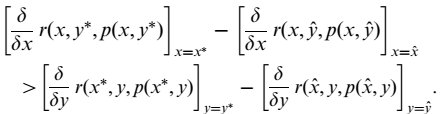 [δ/δx r(x, y*, p(x, y*)]_{x=x*} − [δ/δx r(x, ŷ, p(x, ŷ)]_{x=x̂}
> [δ/δy r(x*, y, p(x*, y)]_{y=y*} − [δ/δy r(x̂, y, p(x̂, y)]_{y=ŷ}.